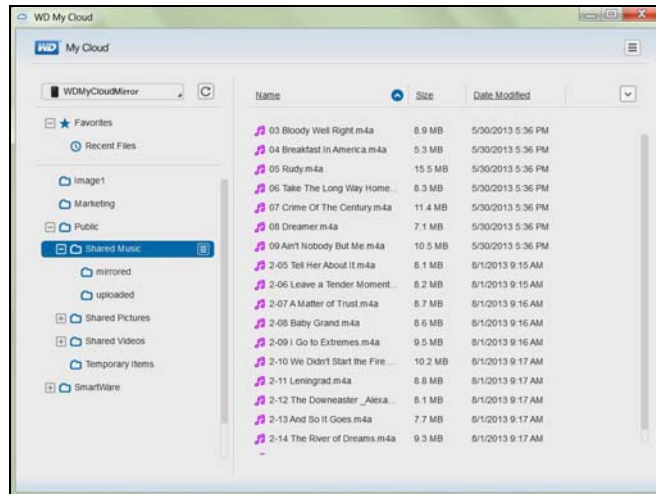 WD My Cloud
WD My Cloud
WDMyCloudMirror
Favorites
Recent Files
Image1
Marketing
Public
Shared Music
mirrored
uploaded
Shared Pictures
Shared Videos
Temporary Items
SmartWare
Name Size Date Modified
03 Bloody Well Right.m4a 8.9 MB 5/30/2013 5:36 PM
04 Breakfast In America.m4a 5.3 MB 5/30/2013 5:36 PM
05 Rudy.m4a 15.5 MB 5/30/2013 5:36 PM
06 Take The Long Way Home... 8.3 MB 5/30/2013 5:36 PM
07 Crime Of The Century.m4a 11.4 MB 5/30/2013 5:36 PM
08 Dreamer.m4a 7.1 MB 5/30/2013 5:36 PM
09 Ain't Nobody But Me.m4a 10.5 MB 5/30/2013 5:36 PM
2-05 Tell Her About It.m4a 8.1 MB 8/1/2013 9:15 AM
2-06 Leave a Tender Moment... 8.2 MB 8/1/2013 9:15 AM
2-07 A Matter of Trust.m4a 8.7 MB 8/1/2013 9:16 AM
2-08 Baby Grand.m4a 8.6 MB 8/1/2013 9:16 AM
2-09 I Go to Extremes.m4a 9.5 MB 8/1/2013 9:16 AM
2-10 We Didn't Start the Fire... 10.2 MB 8/1/2013 9:17 AM
2-11 Leningrad.m4a 8.8 MB 8/1/2013 9:17 AM
2-12 The Downeaster _Alexa... 8.1 MB 8/1/2013 9:17 AM
2-13 And So It Goes.m4a 7.7 MB 8/1/2013 9:17 AM
2-14 The River of Dreams.m4a 9.3 MB 8/1/2013 9:17 AM